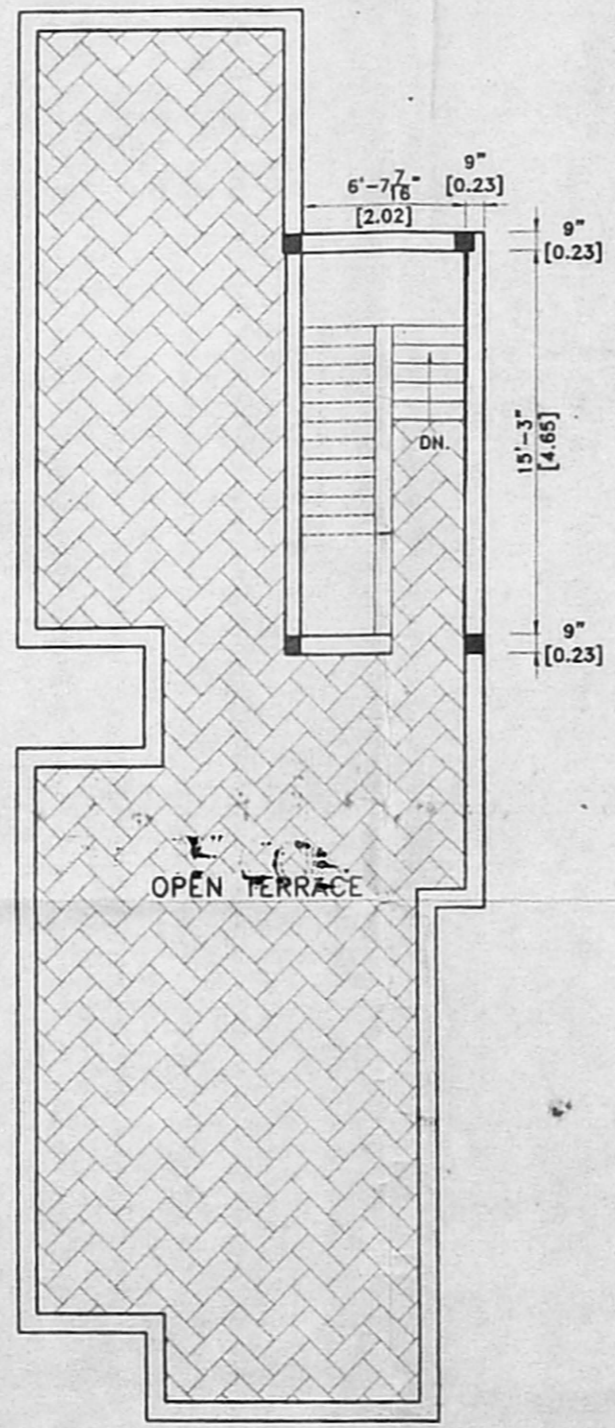 9"
6'-7 7/16" [0.23]
[2.02]
9"
[0.23]
15'-3"
[4.65]
DN.
9"
[0.23]
OPEN TERRACE